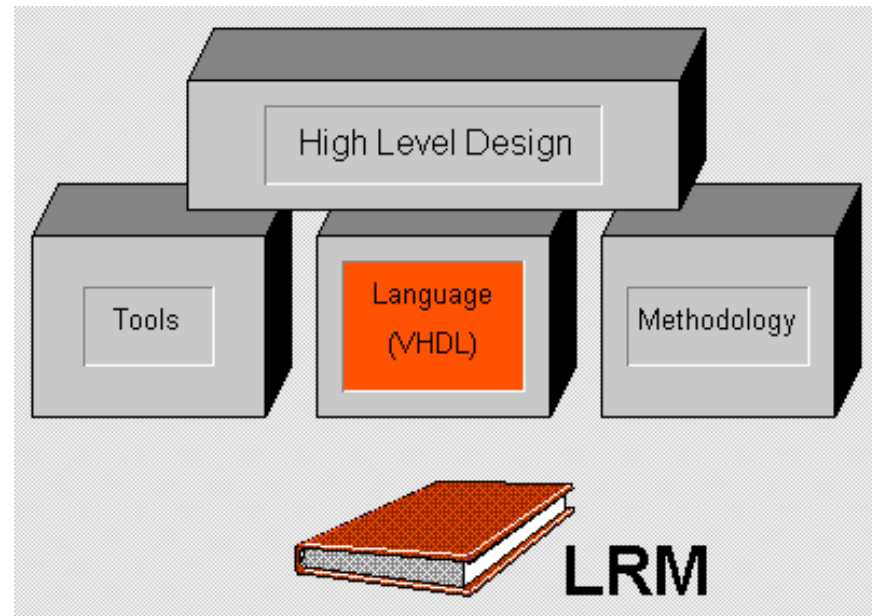 High Level Design
Tools
Language
(VHDL)
Methodology
LRM